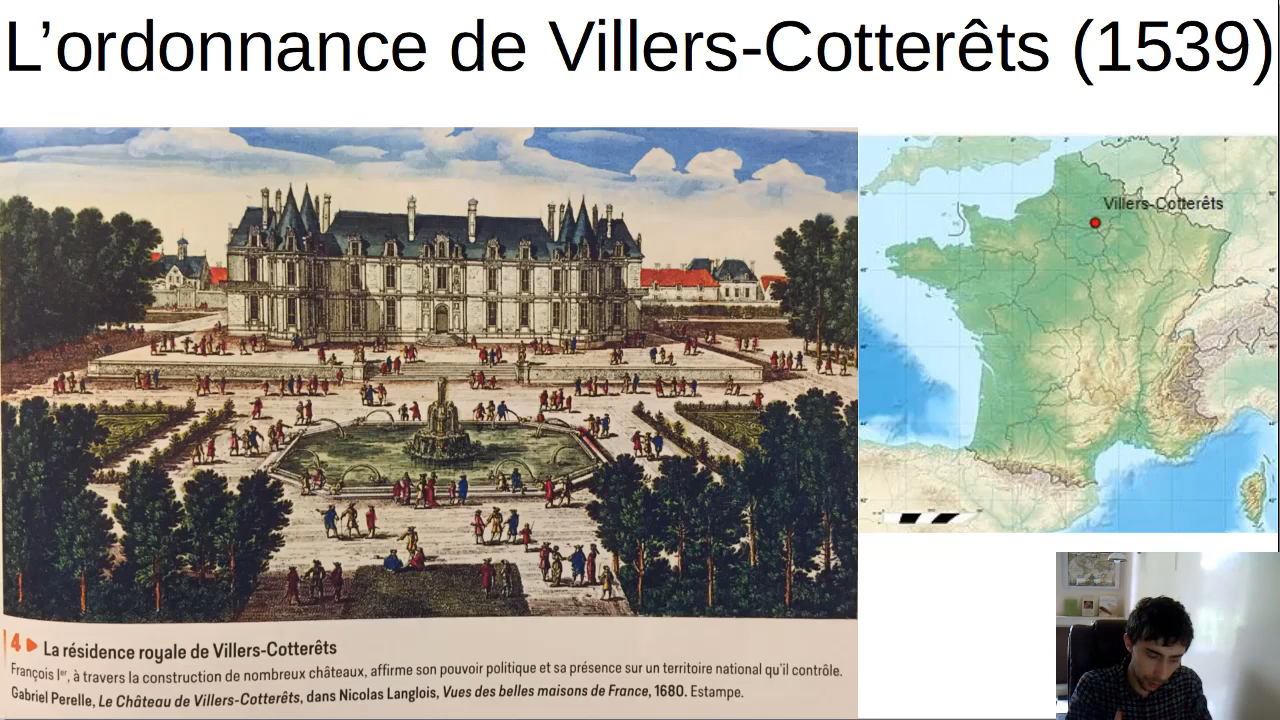 L’ordonnance de Villers-Cotterêts (1539)
Villers-Cotterêts
4 ▶ La résidence royale de Villers-Cotterêts
François Iᵉʳ, à travers la construction de nombreux châteaux, affirme son pouvoir politique et sa présence sur un territoire national qu’il contrôle.
Gabriel Perelle, Le Château de Villers-Cotterêts, dans Nicolas Langlois, Vues des belles maisons de France, 1680. Estampe.